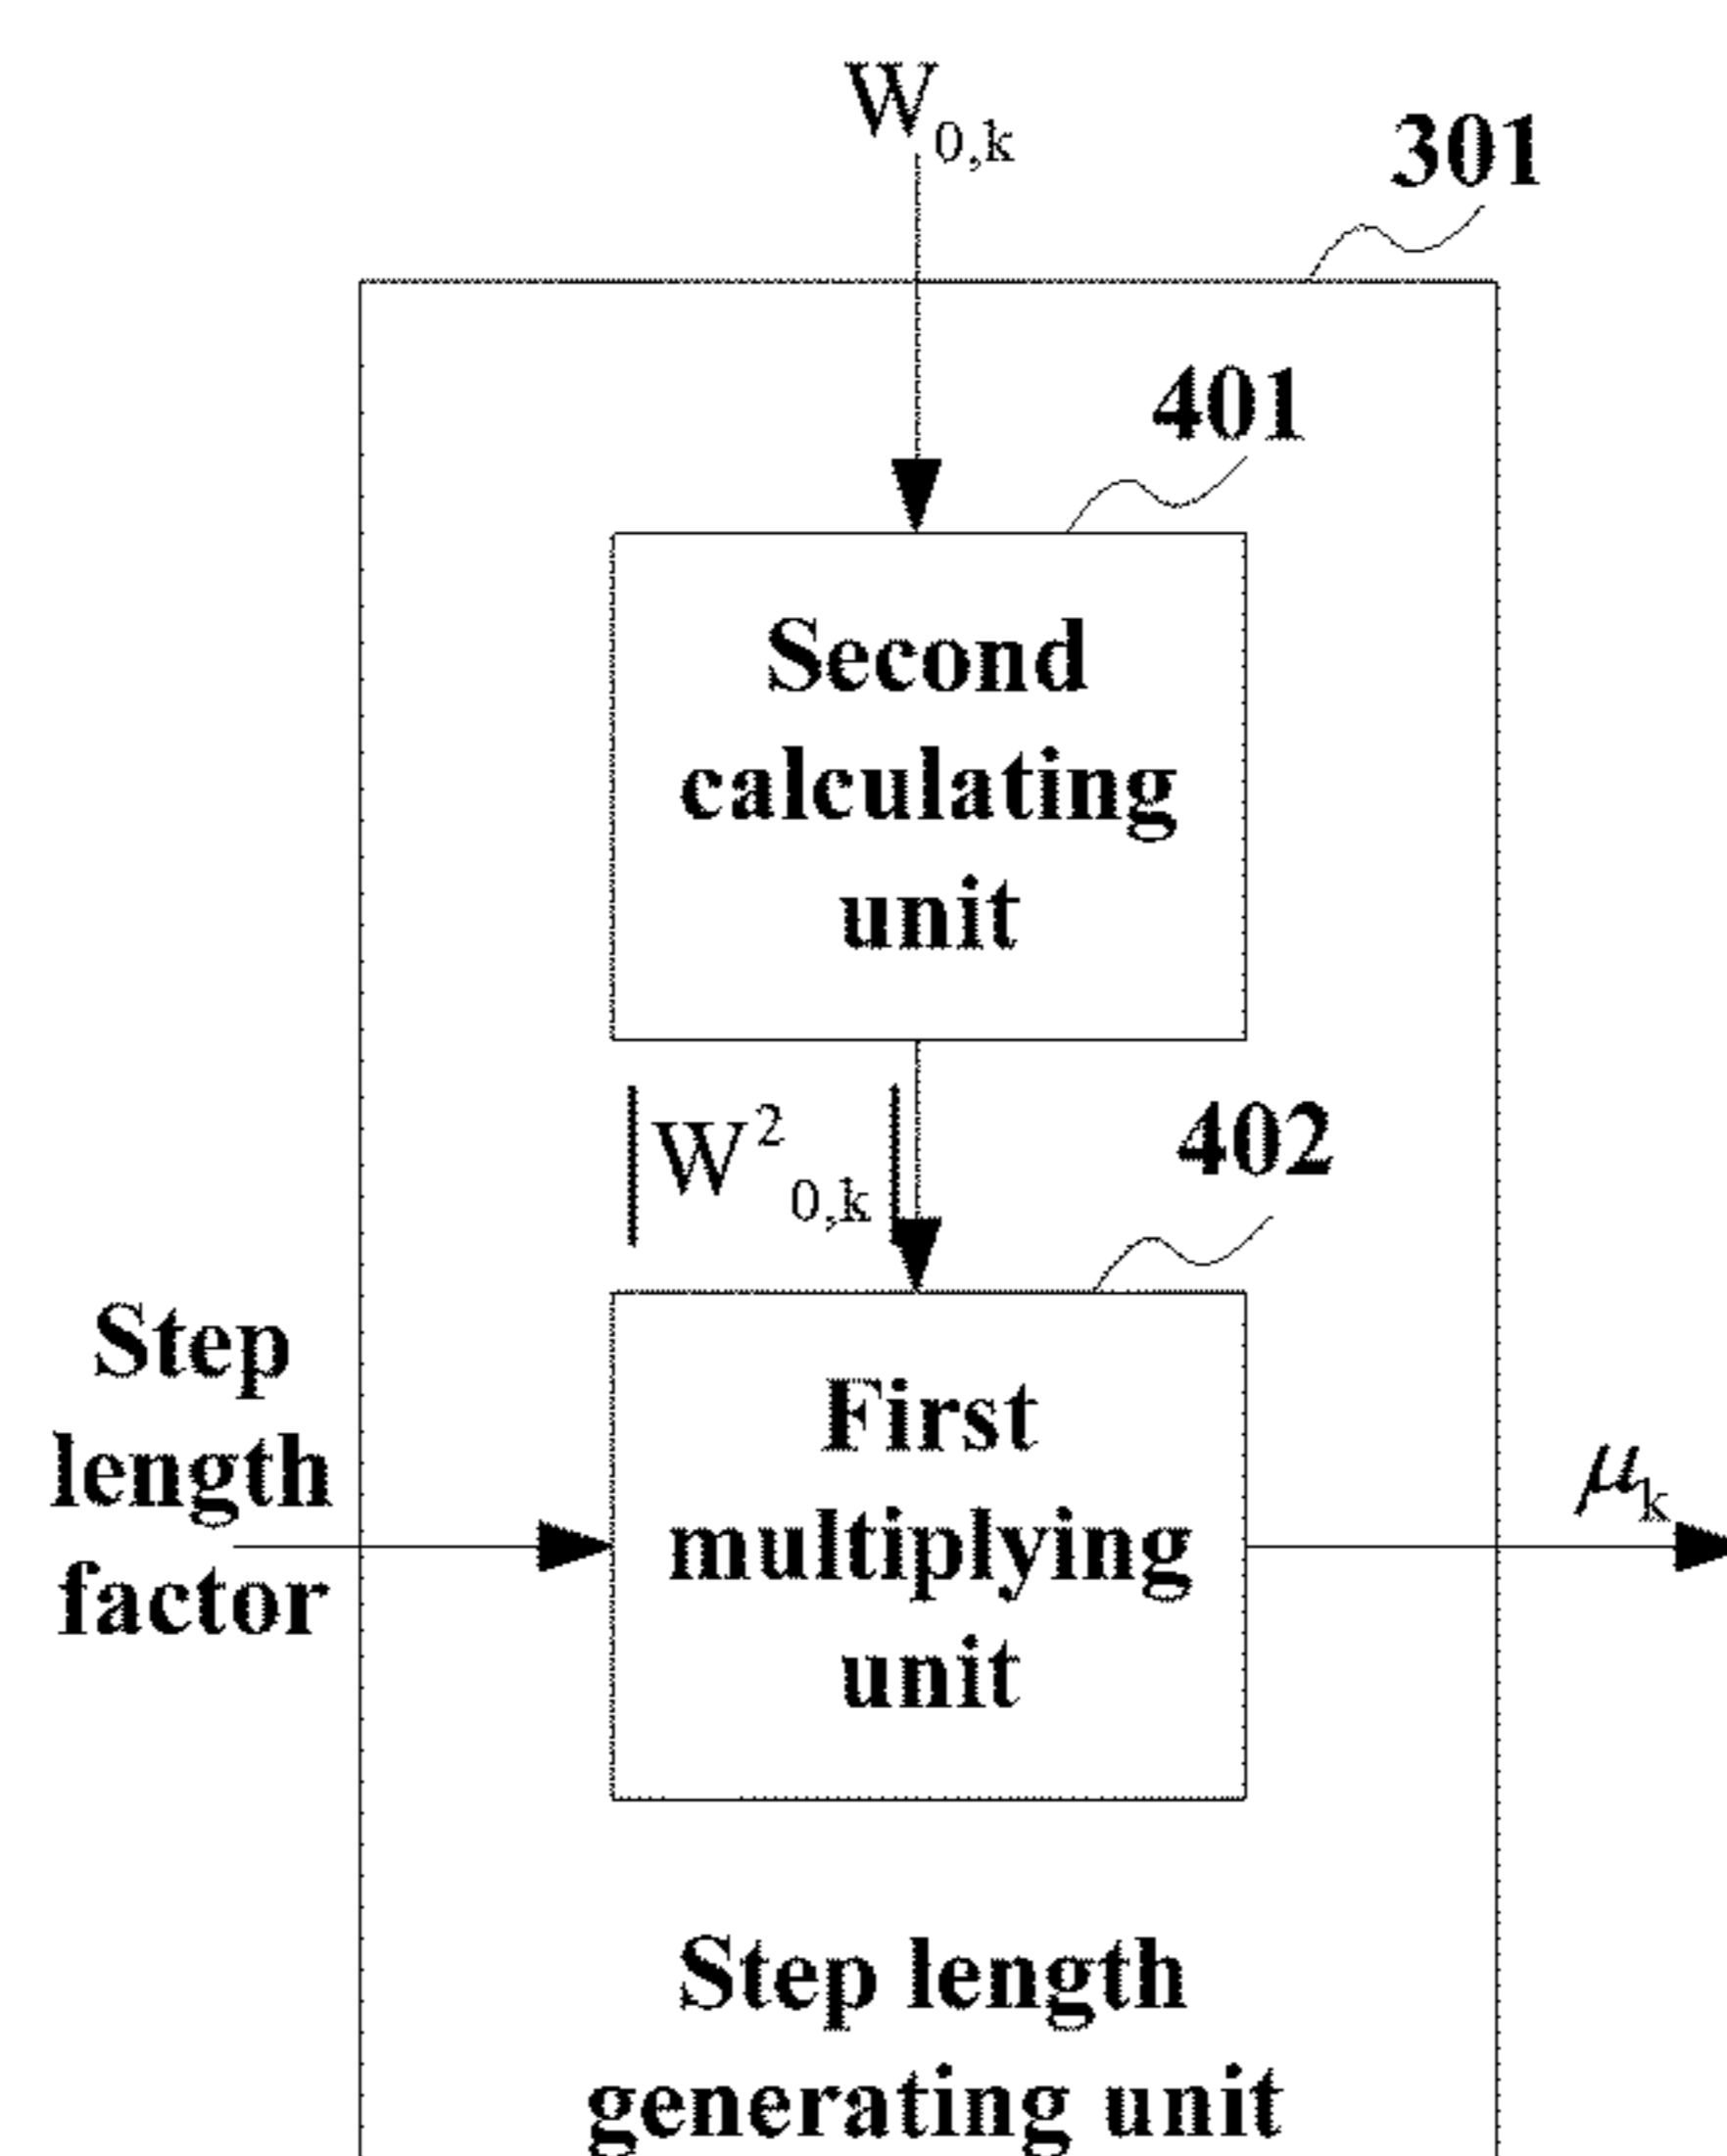 W0,k
301
401
Second
calculating
unit
|W²0,k|
402
Step
length
factor
First
multiplying
unit
μk
Step length
generating unit